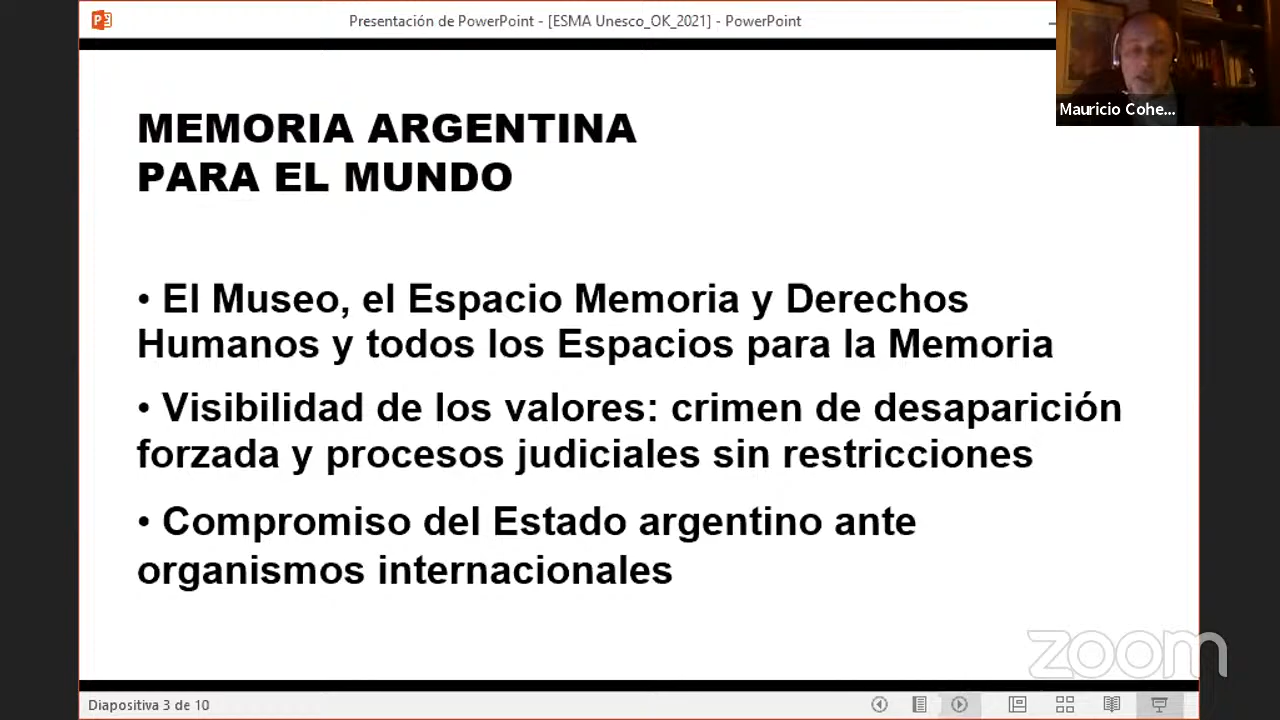 Presentación de PowerPoint - [ESMA Unesco_OK_2021] - PowerPoint
Mauricio Cohe...
MEMORIA ARGENTINA
PARA EL MUNDO
• El Museo, el Espacio Memoria y Derechos
Humanos y todos los Espacios para la Memoria
• Visibilidad de los valores: crimen de desaparición
forzada y procesos judiciales sin restricciones
• Compromiso del Estado argentino ante
organismos internacionales
zoom
Diapositiva 3 de 10